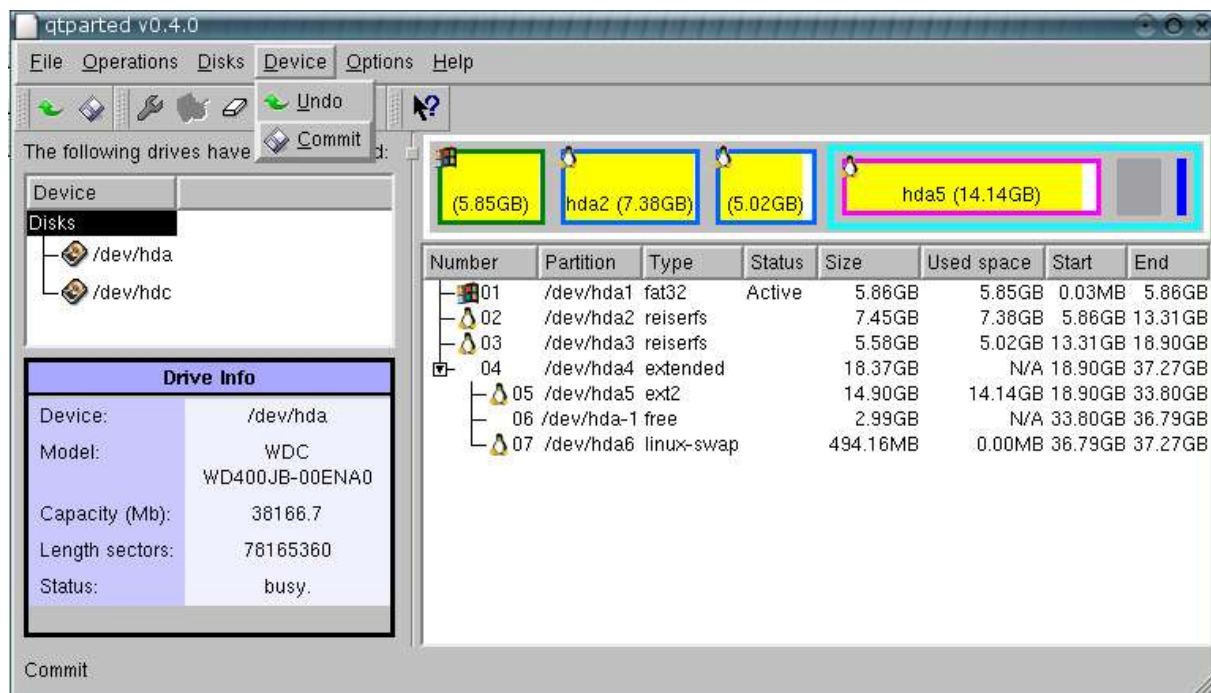 qtparted v0.4.0
File Operations Disks Device Options Help
Undo
Commit
The following drives have d:
Device
Disks
/dev/hda
/dev/hdc
Drive Info
Device: /dev/hda
Model: WDC
WD400JB-00ENA0
Capacity (Mb): 38166.7
Length sectors: 78165360
Status: busy.
(5.85GB) hda2 (7.38GB) (5.02GB) hda5 (14.14GB)
Number Partition Type Status Size Used space Start End
01 /dev/hda1 fat32 Active 5.86GB 5.85GB 0.03MB 5.86GB
02 /dev/hda2 reiserfs 7.45GB 7.38GB 5.86GB 13.31GB
03 /dev/hda3 reiserfs 5.58GB 5.02GB 13.31GB 18.90GB
04 /dev/hda4 extended 18.37GB N/A 18.90GB 37.27GB
05 /dev/hda5 ext2 14.90GB 14.14GB 18.90GB 33.80GB
06 /dev/hda-1 free 2.99GB N/A 33.80GB 36.79GB
07 /dev/hda6 linux-swap 494.16MB 0.00MB 36.79GB 37.27GB
Commit